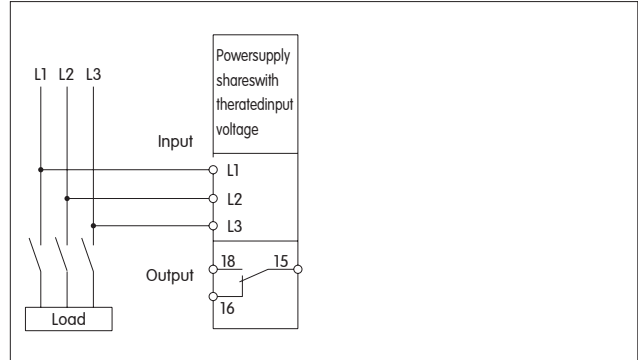 Powersupply
shareswith
theratedinput
voltage
L1 L2 L3
Input
L1
L2
L3
Output
18 15
16
Load